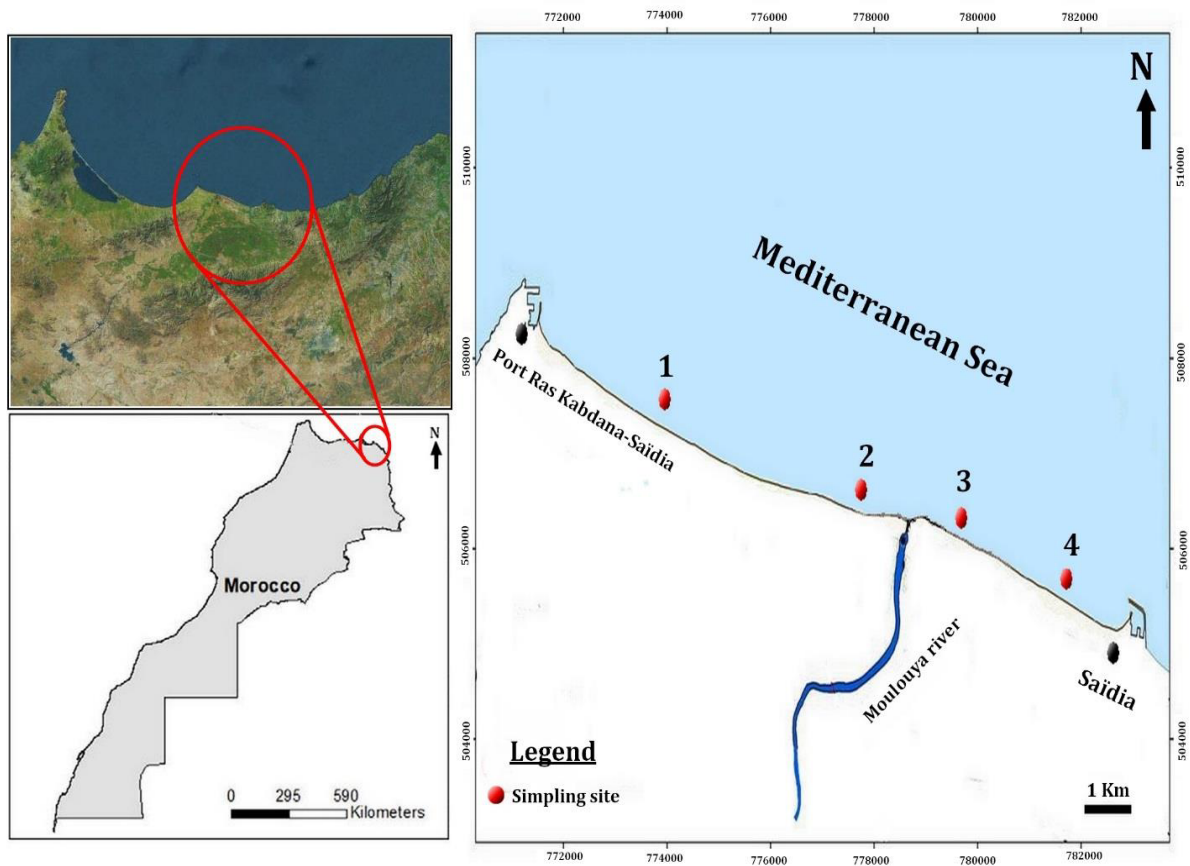 772000
774000
776000
778000
780000
782000
N
510000
510000
Mediterranean Sea
508000
508000
Port Ras Kabdana-Saïdia
1
2
3
4
N
506000
506000
Morocco
Moulouya river
Saïdia
504000
504000
Legend
Simpling site
1 Km
0 295 590
Kilometers
772000
774000
776000
778000
780000
782000